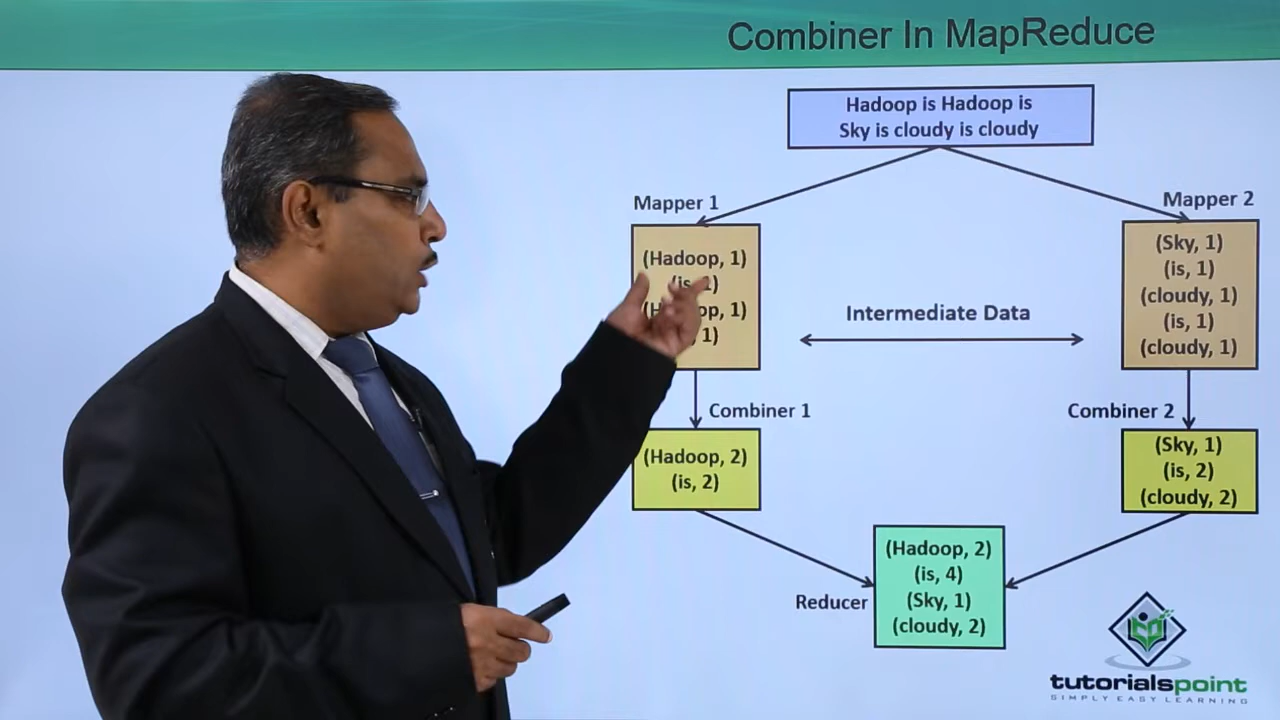 Combiner In MapReduce
Hadoop is Hadoop is
Sky is cloudy is cloudy
Mapper 1
(Hadoop, 1)
1)
1)
1)
Mapper 2
(Sky, 1)
(is, 1)
(cloudy, 1)
(is, 1)
(cloudy, 1)
Intermediate Data
Combiner 1
(Hadoop, 2)
(is, 2)
Combiner 2
(Sky, 1)
(is, 2)
(cloudy, 2)
Reducer
(Hadoop, 2)
(is, 4)
(Sky, 1)
(cloudy, 2)
tutorialspoint
SIMPLY EASY LEARNING